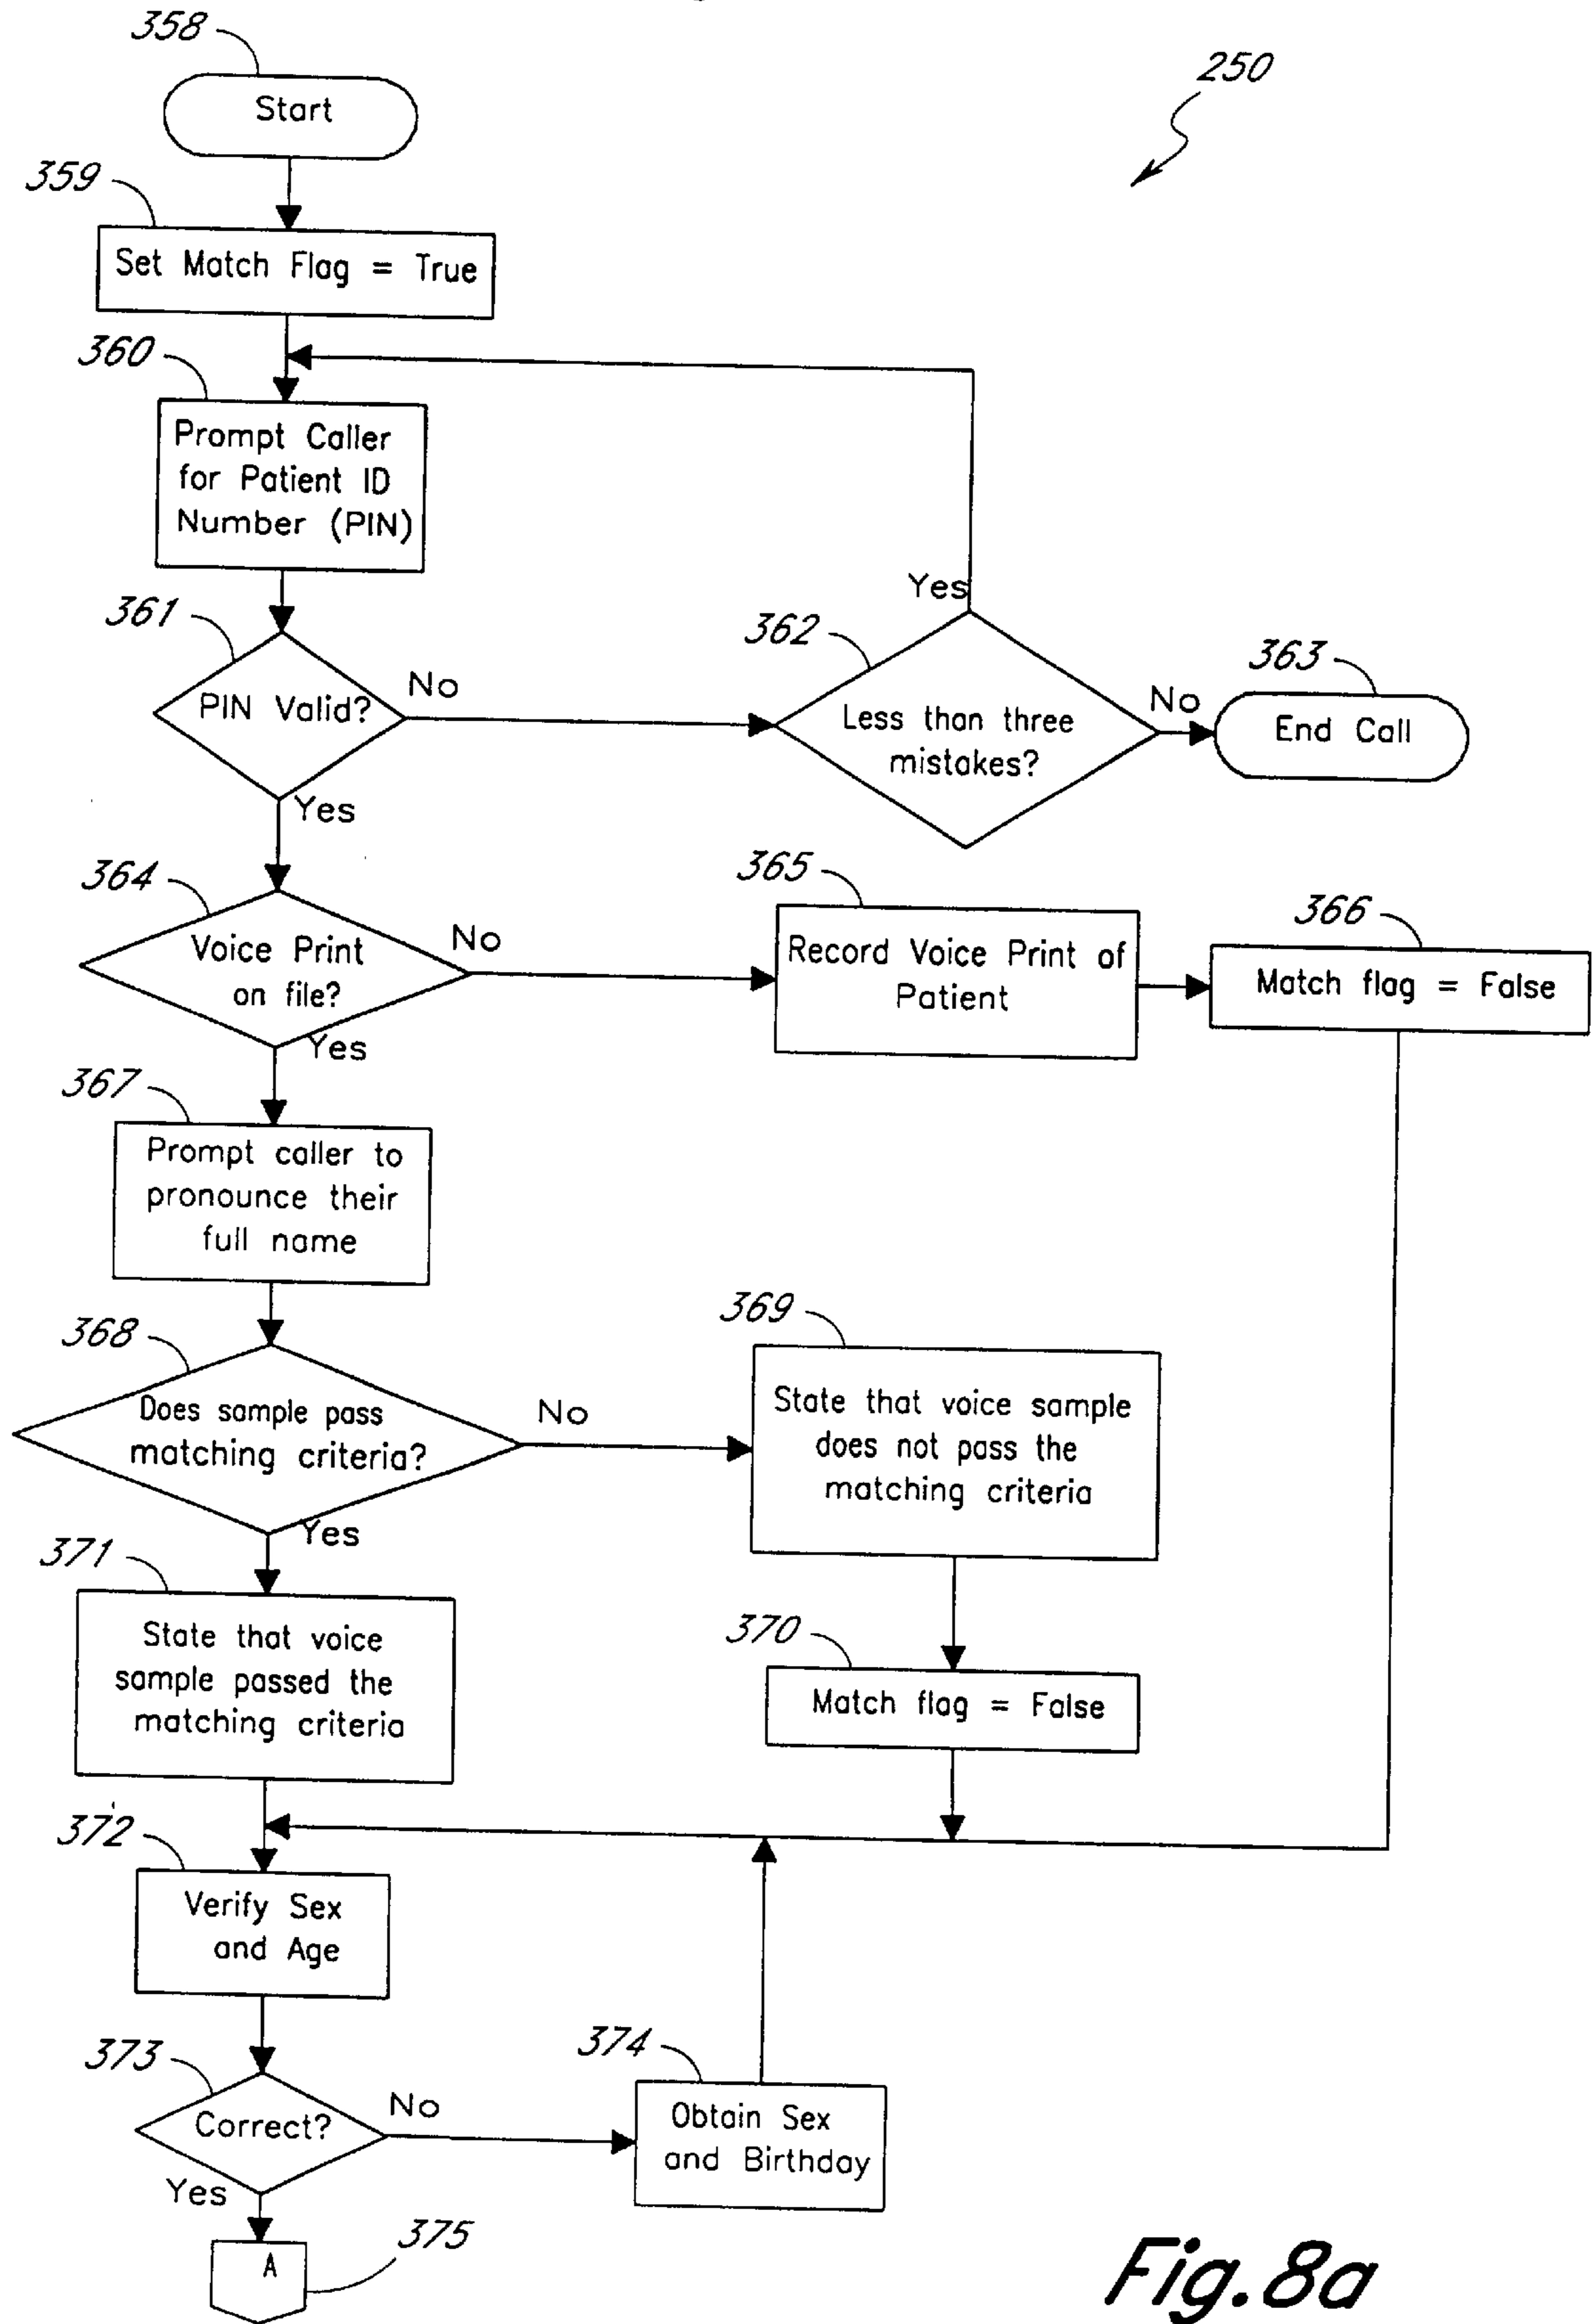 358
Start
250
359
Set Match Flag = True
360
Prompt Caller
for Patient ID
Number (PIN)
361
PIN Valid?
No
Yes
362
Yes
Less than three
mistakes?
No
363
End Call
364
Voice Print
on file?
No
Yes
365
Record Voice Print of
Patient
366
Match flag = False
367
Prompt caller to
pronounce their
full name
368
Does sample pass
matching criteria?
No
Yes
369
State that voice sample
does not pass the
matching criteria
370
Match flag = False
371
State that voice
sample passed the
matching criteria
372
Verify Sex
and Age
373
Correct?
No
Yes
374
Obtain Sex
and Birthday
A
375
Fig. 8a